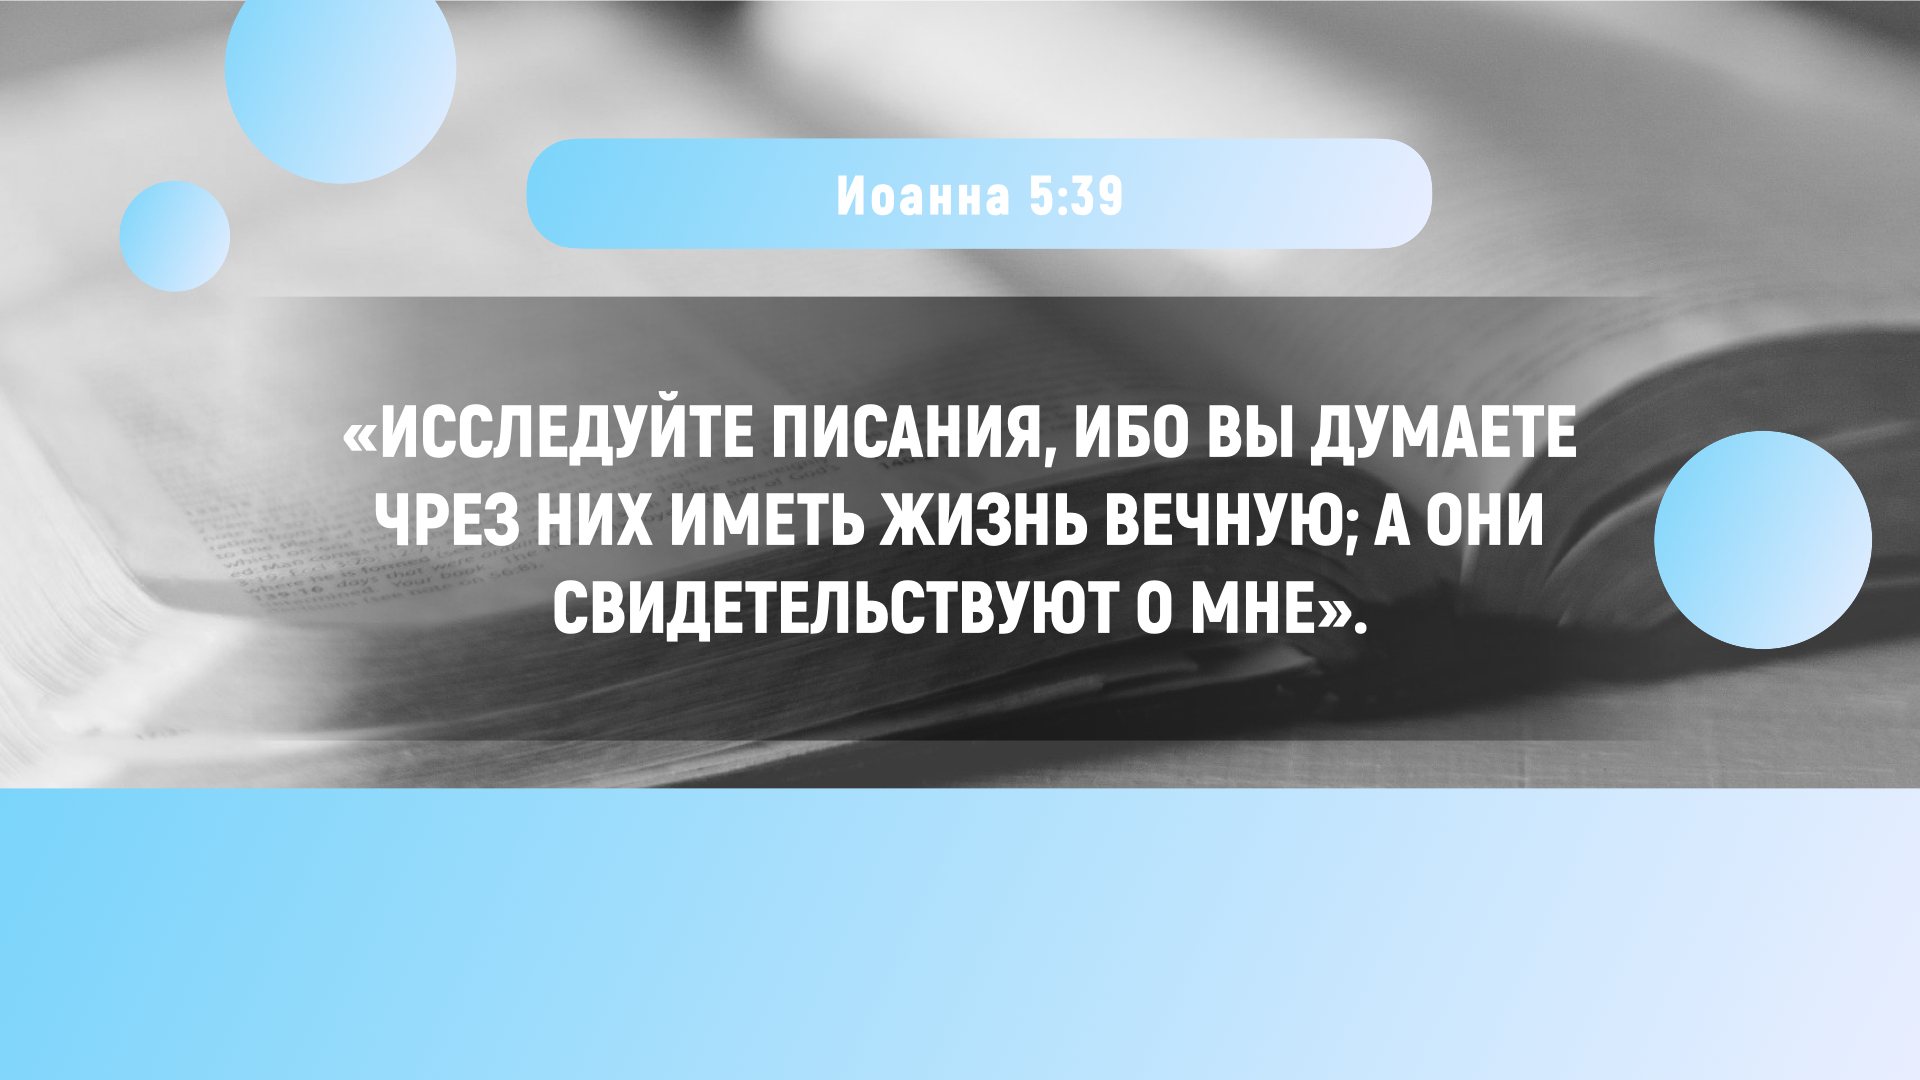 Иоанна 5:39
«ИССЛЕДУЙТЕ ПИСАНИЯ, ИБО ВЫ ДУМАЕТЕ
ЧРЕЗ НИХ ИМЕТЬ ЖИЗНЬ ВЕЧНУЮ; А ОНИ
СВИДЕТЕЛЬСТВУЮТ О МНЕ».